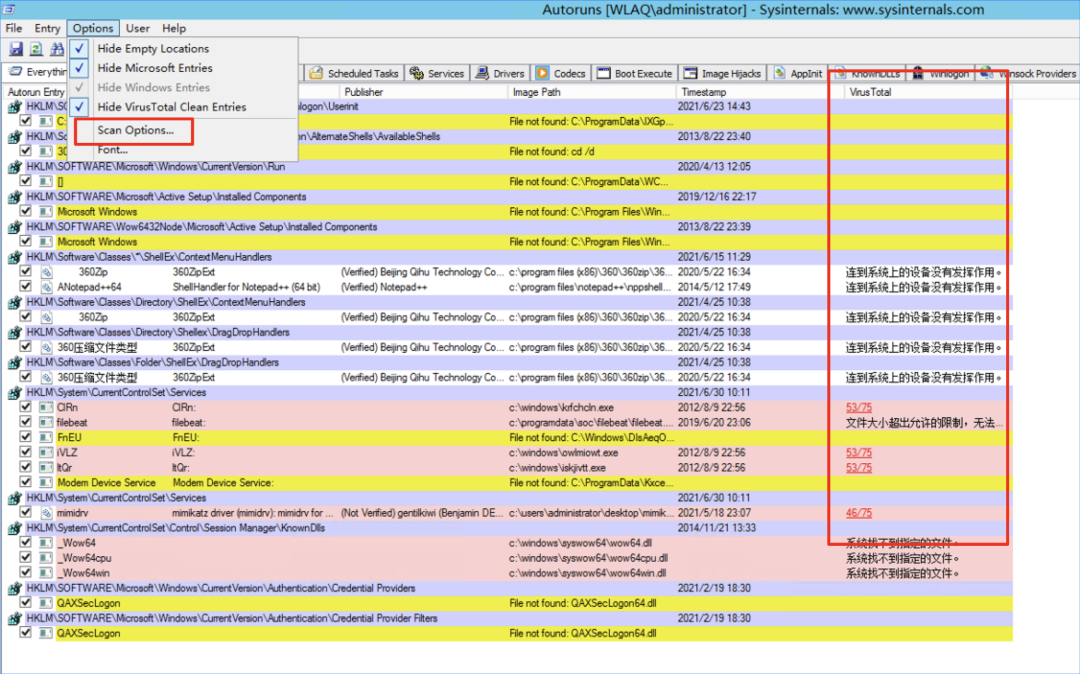 Autoruns [WLAQ\administrator] - Sysinternals: www.sysinternals.com
File Entry Options User Help
Hide Empty Locations
Hide Microsoft Entries
Hide Windows Entries
Hide VirusTotal Clean Entries
Scan Options...
Font...
Everythin Scheduled Tasks Services Drivers Codecs Boot Execute Image Hijacks AppInit KnownDLLs Winlogon Winsock Providers
Autorun Entry Publisher Image Path Timestamp VirusTotal
HKLM\SO logon\Userinit 2021/6/23 14:43
C: File not found: C:\ProgramData\IXGp...
HKLM\So n\AlternateShells\AvailableShells 2013/8/22 23:40
30 File not found: cd /d
HKLM\SOFTWARE\Microsoft\Windows\CurrentVersion\Run 2020/4/13 12:05
[] File not found: C:\ProgramData\WC...
HKLM\SOFTWARE\Microsoft\Active Setup\Installed Components 2019/12/16 22:17
Microsoft Windows File not found: C:\Program Files\Win...
HKLM\SOFTWARE\Wow6432Node\Microsoft\Active Setup\Installed Components 2013/8/22 23:39
Microsoft Windows File not found: C:\Program Files\Win...
HKLM\Software\Classes\*\ShellEx\ContextMenuHandlers 2021/6/15 11:29
360Zip 360ZipExt (Verified) Beijing Qihu Technology Co... c:\program files (x86)\360\360zip\36... 2020/5/22 16:34 连到系统上的设备没有发挥作用。
ANotepad++64 ShellHandler for Notepad++ (64 bit) (Verified) Notepad++ c:\program files\notepad++\nppshell... 2014/5/12 17:49 连到系统上的设备没有发挥作用。
HKLM\Software\Classes\Directory\ShellEx\ContextMenuHandlers 2021/4/25 10:38
360Zip 360ZipExt (Verified) Beijing Qihu Technology Co... c:\program files (x86)\360\360zip\36... 2020/5/22 16:34 连到系统上的设备没有发挥作用。
HKLM\Software\Classes\Directory\Shellex\DragDropHandlers 2021/4/25 10:38
360压缩文件类型 360ZipExt (Verified) Beijing Qihu Technology Co... c:\program files (x86)\360\360zip\36... 2020/5/22 16:34 连到系统上的设备没有发挥作用。
HKLM\Software\Classes\Folder\ShellEx\DragDropHandlers 2021/4/25 10:38
360压缩文件类型 360ZipExt (Verified) Beijing Qihu Technology Co... c:\program files (x86)\360\360zip\36... 2020/5/22 16:34 连到系统上的设备没有发挥作用。
HKLM\System\CurrentControlSet\Services 2021/6/30 10:11
CIRn CIRn: c:\windows\krfchcln.exe 2012/8/9 22:56 53/75
filebeat filebeat: c:\programdata\soc\filebeat\filebeat.... 2019/6/20 23:06 文件大小超出允许的限制，无法...
FnEU FnEU: File not found: C:\Windows\DIsAeqO...
iVLZ iVLZ: c:\windows\owlmiowt.exe 2012/8/9 22:56 53/75
ltQr ltQr: c:\windows\iskjivtt.exe 2012/8/9 22:56 53/75
Modem Device Service Modem Device Service: File not found: C:\ProgramData\Kxce...
HKLM\System\CurrentControlSet\Services 2021/6/30 10:11
mimidrv mimikatz driver (mimidrv): mimidrv for ... (Not Verified) gentilkiwi (Benjamin DE... c:\users\administrator\desktop\mimik... 2021/5/18 23:07 46/75
HKLM\System\CurrentControlSet\Control\Session Manager\KnownDlls 2014/11/21 13:33
_Wow64 c:\windows\syswow64\wow64.dll 系统找不到指定的文件。
_Wow64cpu c:\windows\syswow64\wow64cpu.dll 系统找不到指定的文件。
_Wow64win c:\windows\syswow64\wow64win.dll 系统找不到指定的文件。
HKLM\SOFTWARE\Microsoft\Windows\CurrentVersion\Authentication\Credential Providers 2021/2/19 18:30
QAXSecLogon File not found: QAXSecLogon64.dll
HKLM\SOFTWARE\Microsoft\Windows\CurrentVersion\Authentication\Credential Provider Filters 2021/2/19 18:30
QAXSecLogon File not found: QAXSecLogon64.dll